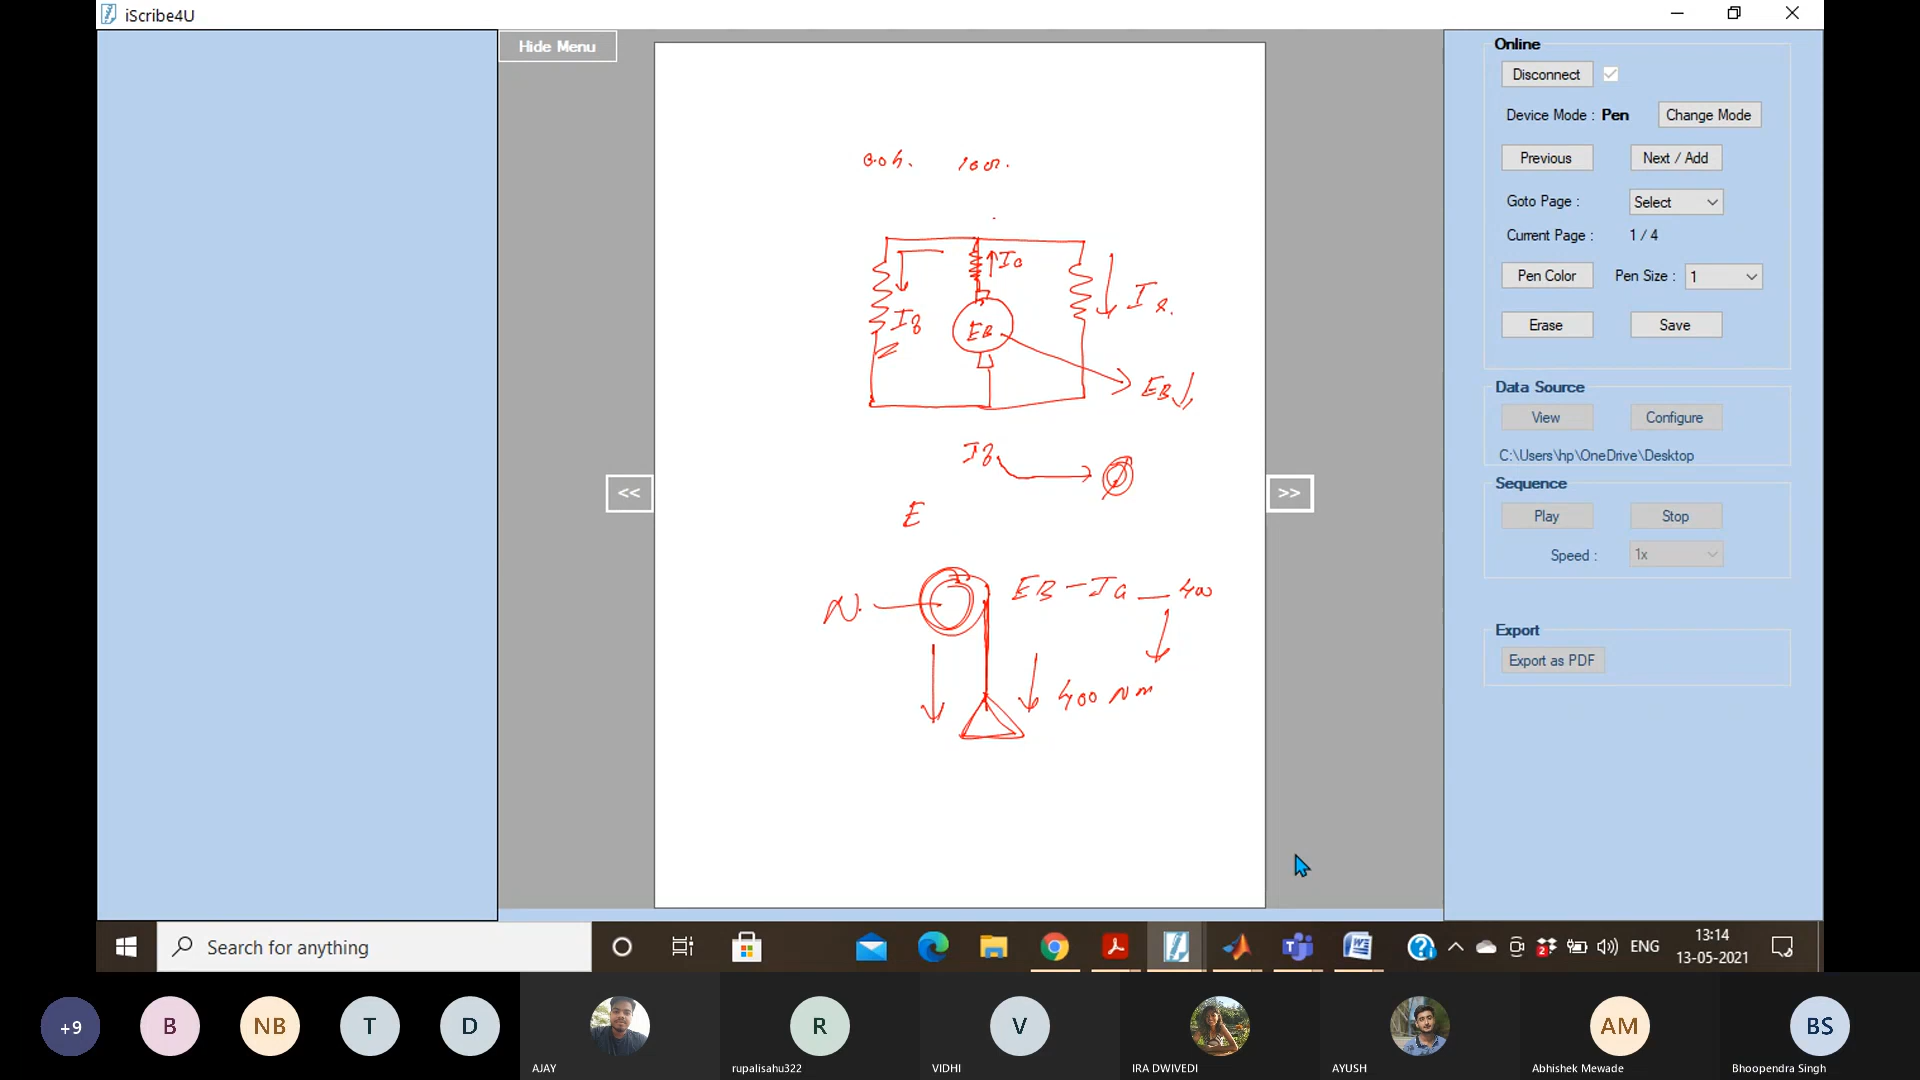 iScribe4U
Hide Menu
Online
Disconnect
Device Mode : Pen
Change Mode
Previous
Next / Add
Goto Page :
Select
Current Page :
1 / 4
Pen Color
Pen Size :
1
Erase
Save
Data Source
View
Configure
C:\Users\hp\OneDrive\Desktop
Sequence
Play
Stop
Speed :
1x
Export
Export as PDF
<<
>>
Ia
EB
EB
E
N.
EB - Ia — 400
400 Nm
Search for anything
2
ENG
13:14
13-05-2021
+9
B
NB
T
D
AJAY
R
rupalisahu322
V
VIDHI
IRA DWIVEDI
AYUSH
AM
Abhishek Mewade
BS
Bhoopendra Singh